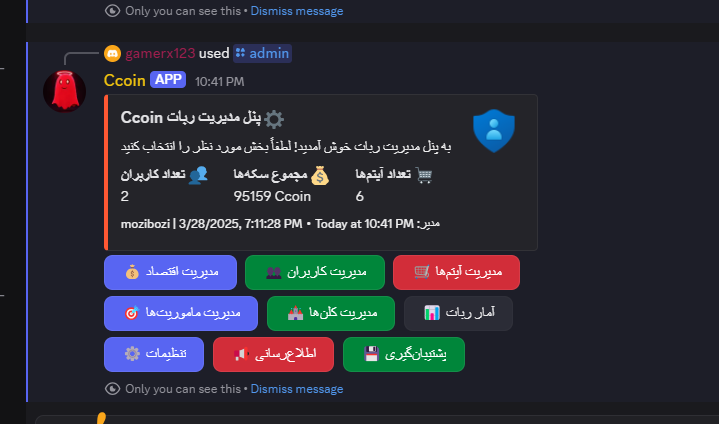 Only you can see this • Dismiss message
gamerx123 used admin
Ccoin APP 10:41 PM
پنل مدیریت ربات Ccoin
به پنل مدیریت ربات خوش آمدید! لطفاً بخش مورد نظر را انتخاب کنید
تعداد کاربران مجموع سکه‌ها تعداد آیتم‌ها
2 95159 Ccoin 6
مدیر: mozibozi | 3/28/2025, 7:11:28 PM • Today at 10:41 PM
مدیریت اقتصاد مدیریت کاربران مدیریت آیتم‌ها
مدیریت ماموریت‌ها مدیریت کلن‌ها آمار ربات
تنظیمات اطلاع‌رسانی پشتیبان‌گیری
Only you can see this • Dismiss message